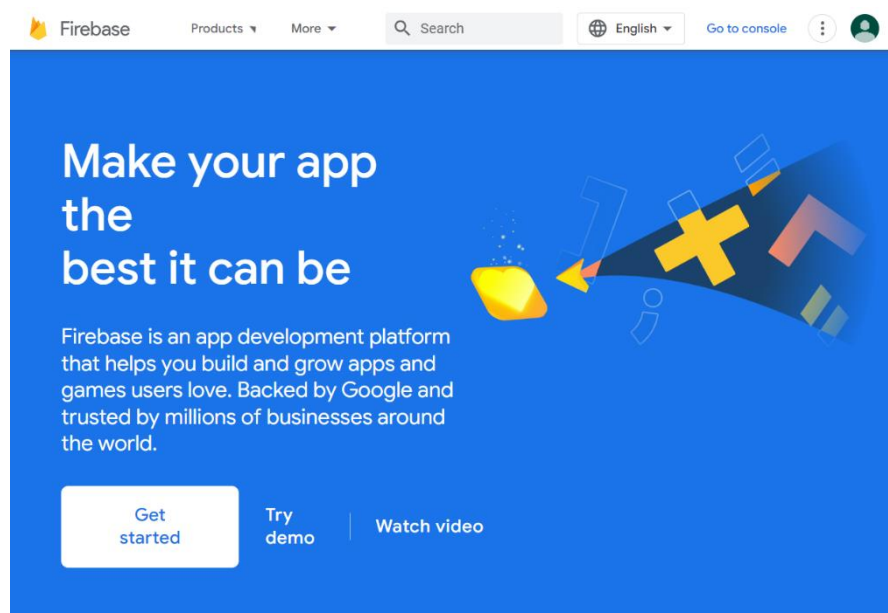 Firebase Products More Search English Go to console
Make your app
the
best it can be
Firebase is an app development platform
that helps you build and grow apps and
games users love. Backed by Google and
trusted by millions of businesses around
the world.
Get
started
Try
demo
Watch video